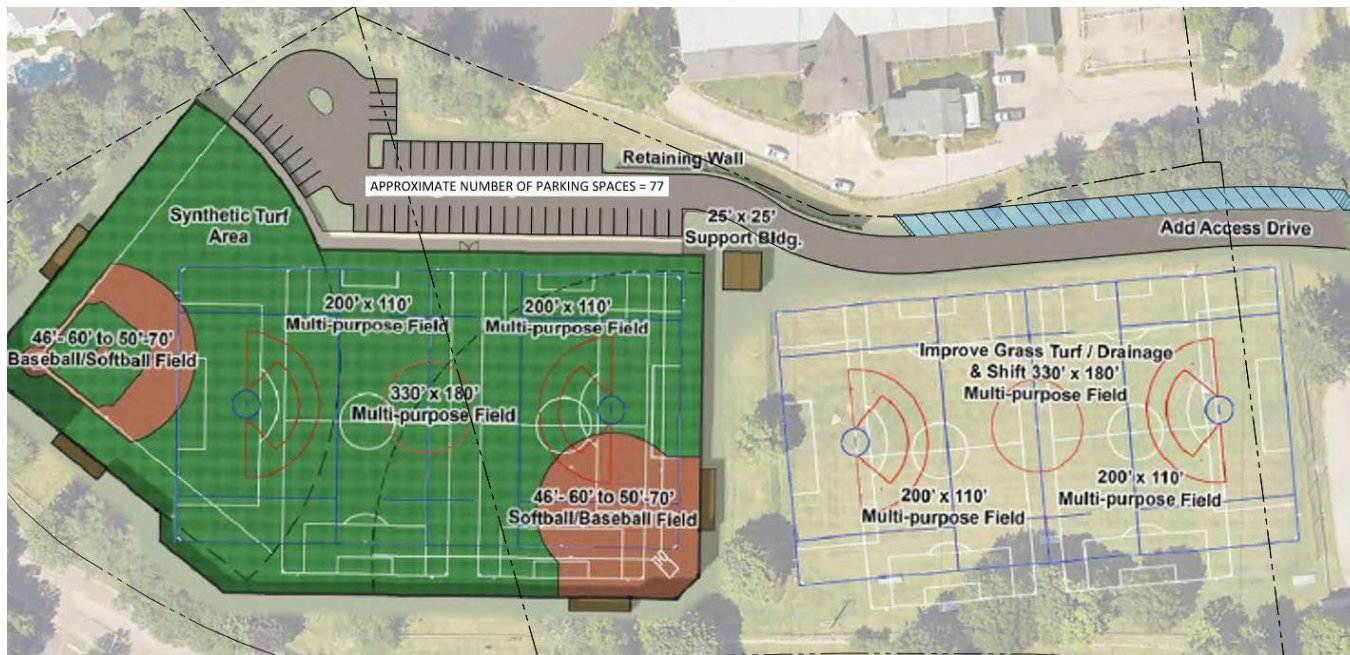 Retaining Wall
APPROXIMATE NUMBER OF PARKING SPACES = 77
Synthetic Turf
Area
25' x 25'
Support Bldg.
Add Access Drive
200' x 110'
Multi-purpose Field
200' x 110'
Multi-purpose Field
46'- 60' to 50'-70'
Baseball/Softball Field
330' x 180'
Multi-purpose Field
Improve Grass Turf / Drainage
& Shift 330' x 180'
Multi-purpose Field
46'- 60' to 50'-70'
Softball/Baseball Field
200' x 110'
Multi-purpose Field
200' x 110'
Multi-purpose Field